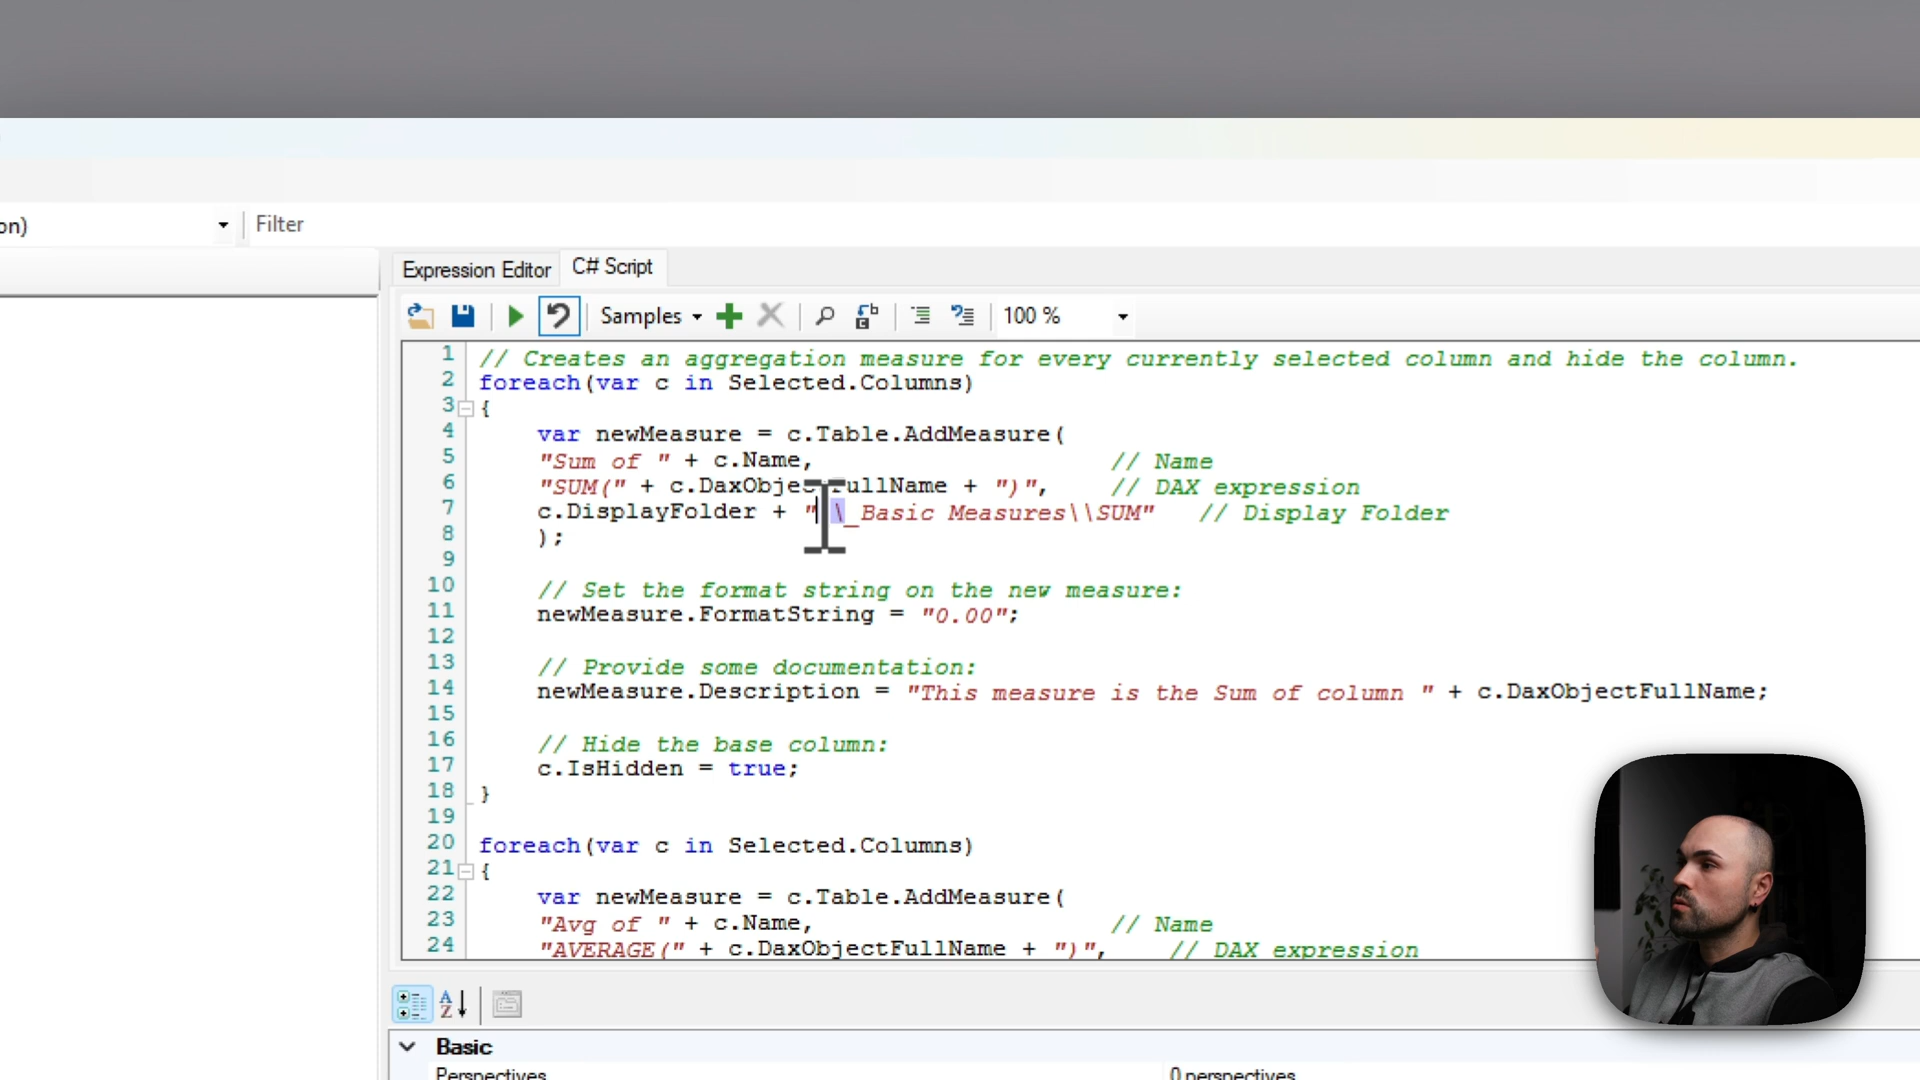 on) Filter
Expression Editor C# Script
Samples 100 %
1 // Creates an aggregation measure for every currently selected column and hide the column.
2 foreach(var c in Selected.Columns)
3 {
4 var newMeasure = c.Table.AddMeasure(
5 "Sum of " + c.Name, // Name
6 "SUM(" + c.DaxObjectFullName + ")", // DAX expression
7 c.DisplayFolder + "\\_Basic Measures\\SUM" // Display Folder
8 );
9
10 // Set the format string on the new measure:
11 newMeasure.FormatString = "0.00";
12
13 // Provide some documentation:
14 newMeasure.Description = "This measure is the Sum of column " + c.DaxObjectFullName;
15
16 // Hide the base column:
17 c.IsHidden = true;
18 }
19
20 foreach(var c in Selected.Columns)
21 {
22 var newMeasure = c.Table.AddMeasure(
23 "Avg of " + c.Name, // Name
24 "AVERAGE(" + c.DaxObjectFullName + ")", // DAX expression
Basic
Perspectives 0 perspectives